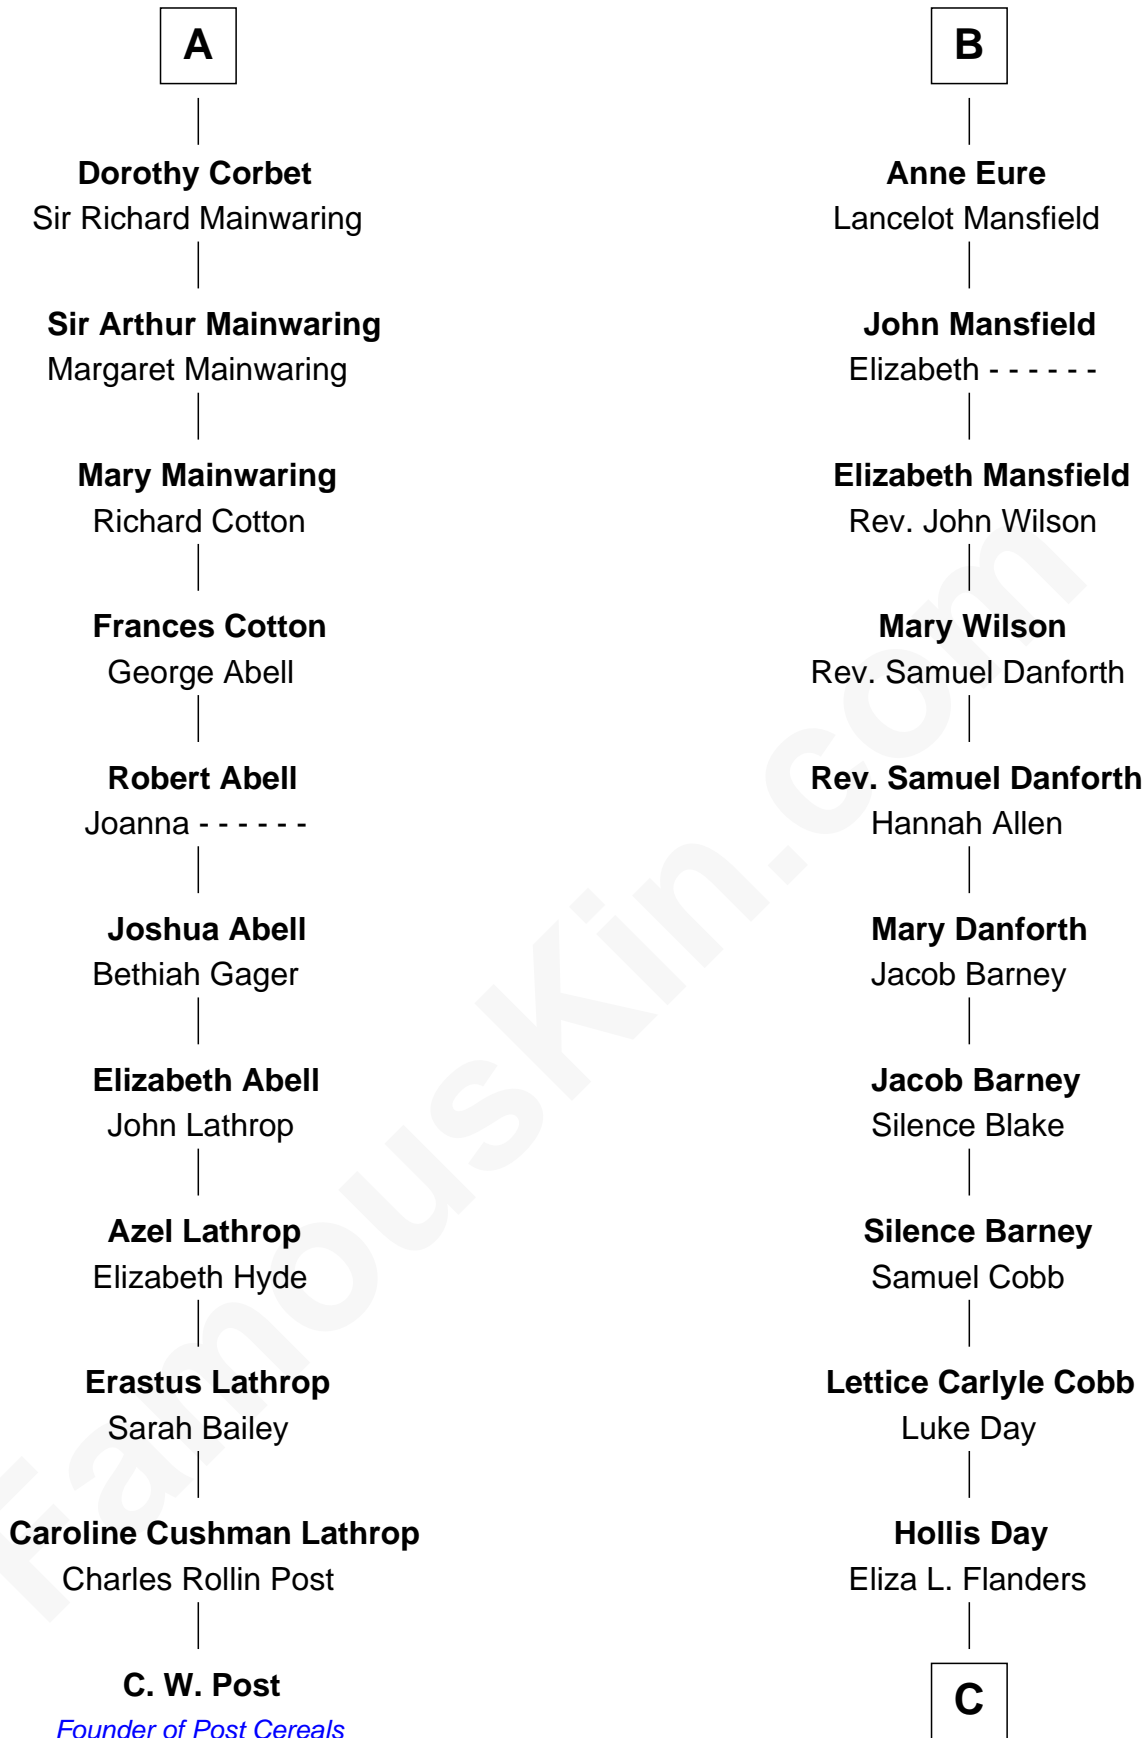 A
Dorothy Corbet
Sir Richard Mainwaring
Sir Arthur Mainwaring
Margaret Mainwaring
Mary Mainwaring
Richard Cotton
Frances Cotton
George Abell
Robert Abell
Joanna - - - - - -
Joshua Abell
Bethiah Gager
Elizabeth Abell
John Lathrop
Azel Lathrop
Elizabeth Hyde
Erastus Lathrop
Sarah Bailey
Caroline Cushman Lathrop
Charles Rollin Post
C. W. Post
Founder of Post Cereals
B
Anne Eure
Lancelot Mansfield
John Mansfield
Elizabeth - - - - - -
Elizabeth Mansfield
Rev. John Wilson
Mary Wilson
Rev. Samuel Danforth
Rev. Samuel Danforth
Hannah Allen
Mary Danforth
Jacob Barney
Jacob Barney
Silence Blake
Silence Barney
Samuel Cobb
Lettice Carlyle Cobb
Luke Day
Hollis Day
Eliza L. Flanders
C
FamousKin.com